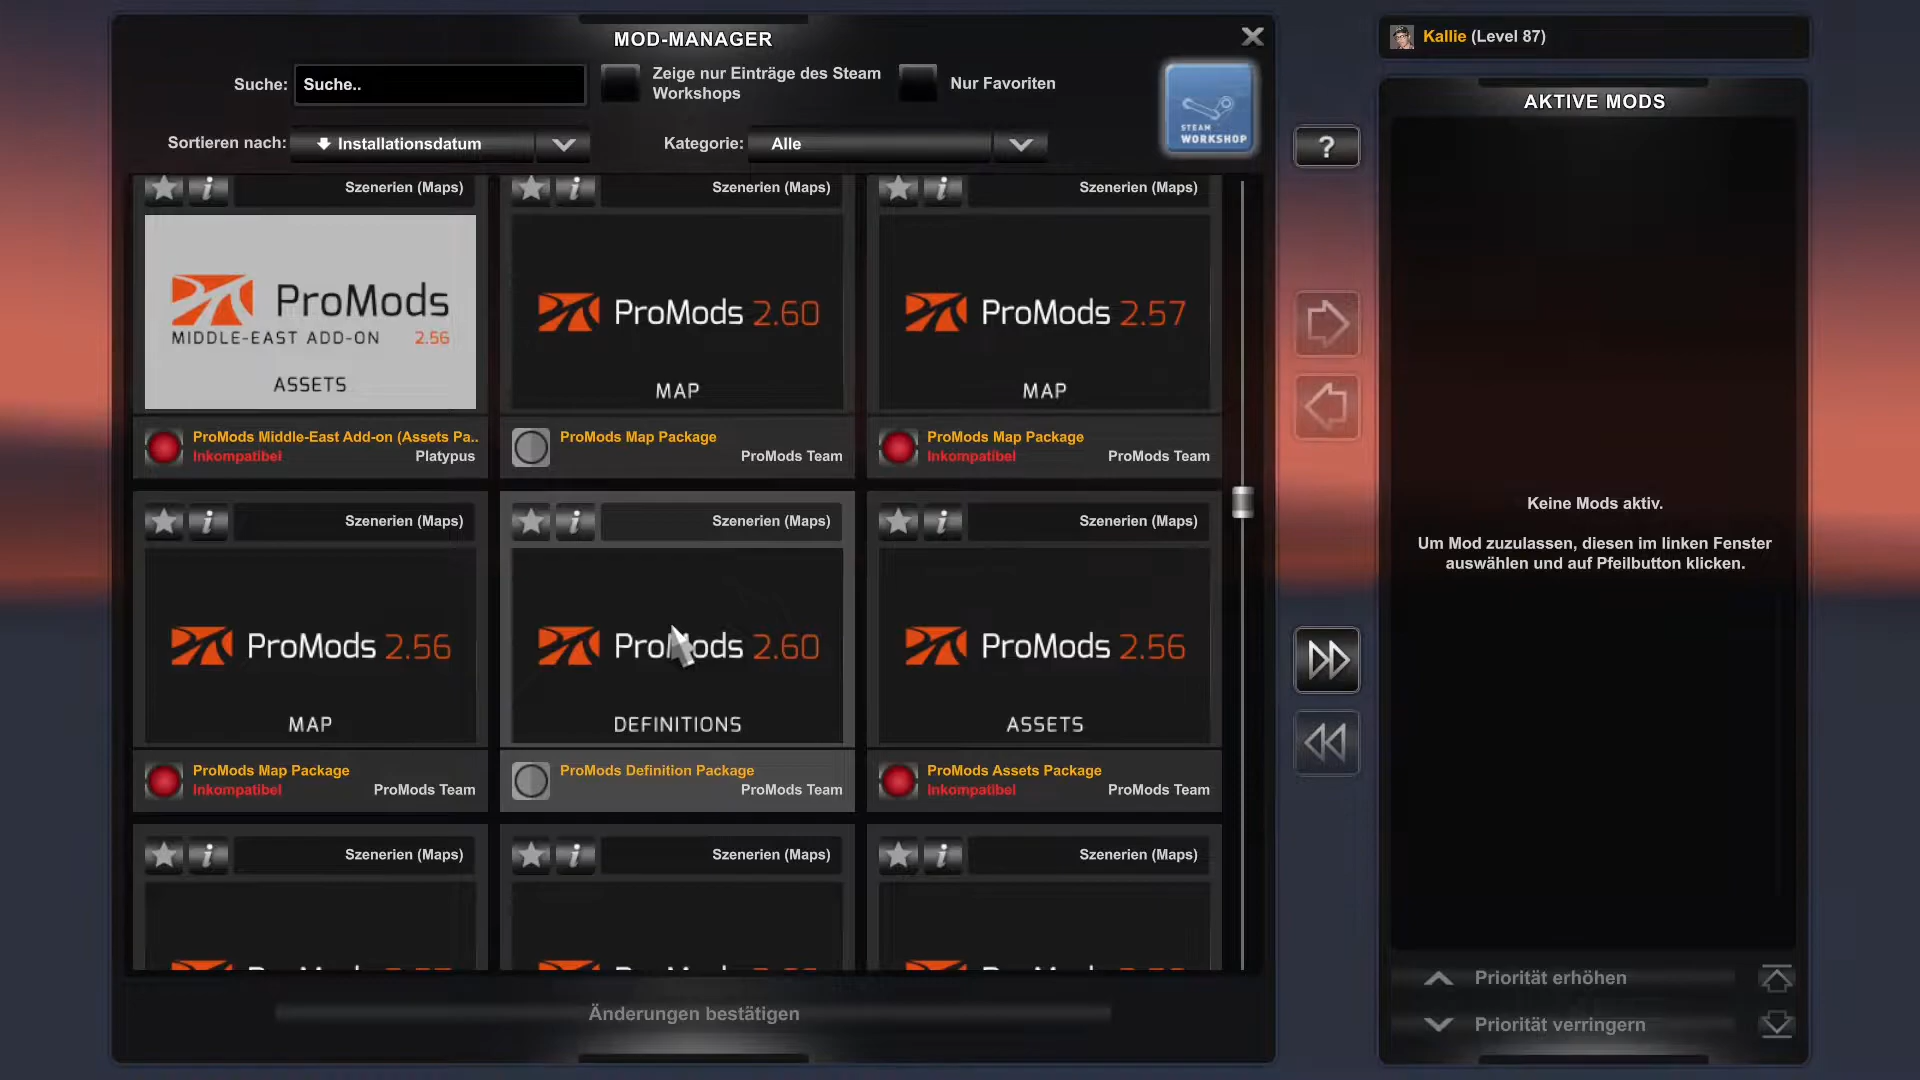 MOD-MANAGER
Kallie (Level 87)
Suche: Suche..
Zeige nur Einträge des Steam
Workshops
Nur Favoriten
STEAM
WORKSHOP
Sortieren nach: Installationsdatum
Kategorie: Alle
?
AKTIVE MODS
Szenerien (Maps) Szenerien (Maps) Szenerien (Maps)
ProMods
MIDDLE-EAST ADD-ON 2.56
ASSETS
ProMods 2.60
MAP
ProMods 2.57
MAP
ProMods Middle-East Add-on (Assets Pa..
Inkompatibel Platypus
ProMods Map Package
ProMods Team
ProMods Map Package
Inkompatibel ProMods Team
Szenerien (Maps) Szenerien (Maps) Szenerien (Maps)
ProMods 2.56
MAP
ProMods 2.60
DEFINITIONS
ProMods 2.56
ASSETS
ProMods Map Package
Inkompatibel ProMods Team
ProMods Definition Package
ProMods Team
ProMods Assets Package
Inkompatibel ProMods Team
Szenerien (Maps) Szenerien (Maps) Szenerien (Maps)
Keine Mods aktiv.
Um Mod zuzulassen, diesen im linken Fenster
auswählen und auf Pfeilbutton klicken.
Änderungen bestätigen
Priorität erhöhen
Priorität verringern